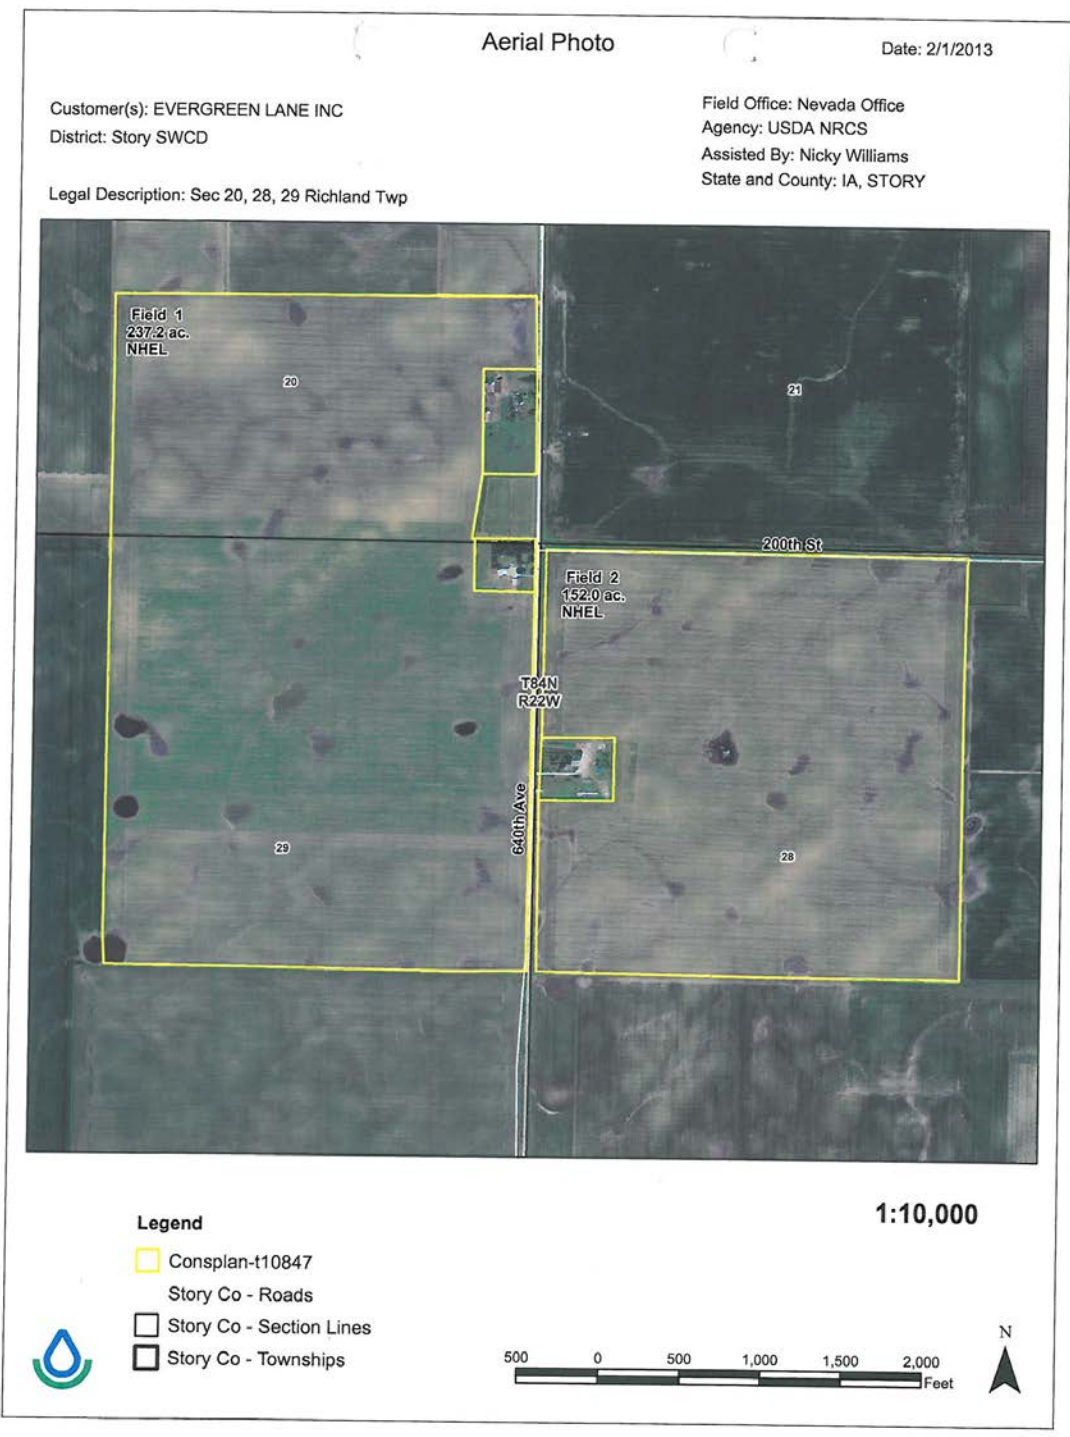 Aerial Photo
Date: 2/1/2013
Customer(s): EVERGREEN LANE INC
District: Story SWCD
Legal Description: Sec 20, 28, 29 Richland Twp
Field Office: Nevada Office
Agency: USDA NRCS
Assisted By: Nicky Williams
State and County: IA, STORY
Field 1
237.2 ac.
NHEL
20
21
200th St
Field 2
152.0 ac.
NHEL
T84N
R22W
640th Ave
29
28
1:10,000
Legend
Consplan-t10847
Story Co - Roads
Story Co - Section Lines
Story Co - Townships
N
500 0 500 1,000 1,500 2,000
Feet